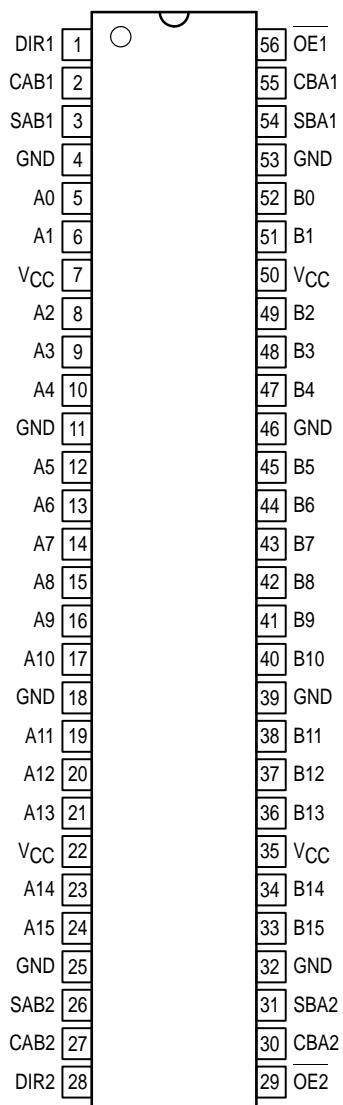 DIR1 1 56 O̅E̅1̅
CAB1 2 55 CBA1
SAB1 3 54 SBA1
GND 4 53 GND
A0 5 52 B0
A1 6 51 B1
VCC 7 50 VCC
A2 8 49 B2
A3 9 48 B3
A4 10 47 B4
GND 11 46 GND
A5 12 45 B5
A6 13 44 B6
A7 14 43 B7
A8 15 42 B8
A9 16 41 B9
A10 17 40 B10
GND 18 39 GND
A11 19 38 B11
A12 20 37 B12
A13 21 36 B13
VCC 22 35 VCC
A14 23 34 B14
A15 24 33 B15
GND 25 32 GND
SAB2 26 31 SBA2
CAB2 27 30 CBA2
DIR2 28 29 O̅E̅2̅